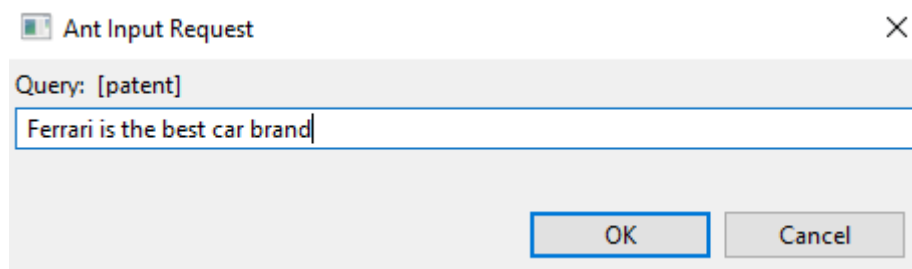 Ant Input Request
Query: [patent]
Ferrari is the best car brand
OK Cancel